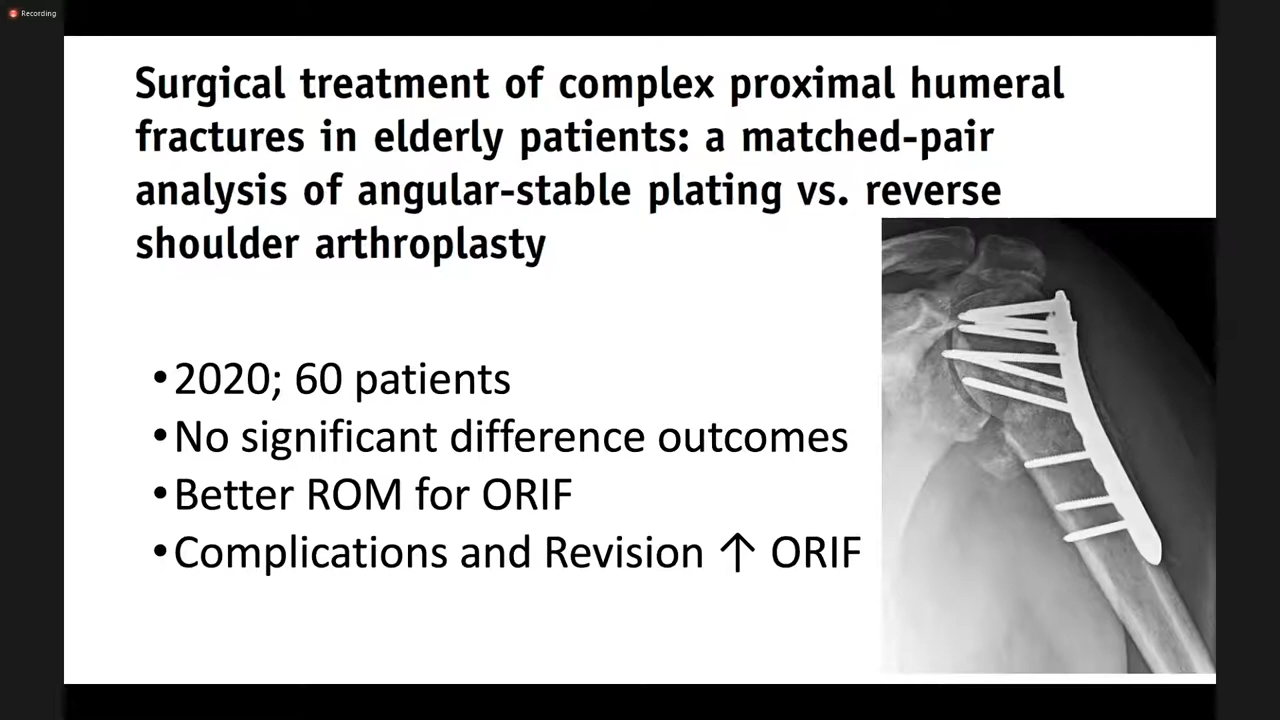 Recording
Surgical treatment of complex proximal humeral
fractures in elderly patients: a matched-pair
analysis of angular-stable plating vs. reverse
shoulder arthroplasty
•2020; 60 patients
•No significant difference outcomes
•Better ROM for ORIF
•Complications and Revision ↑ ORIF